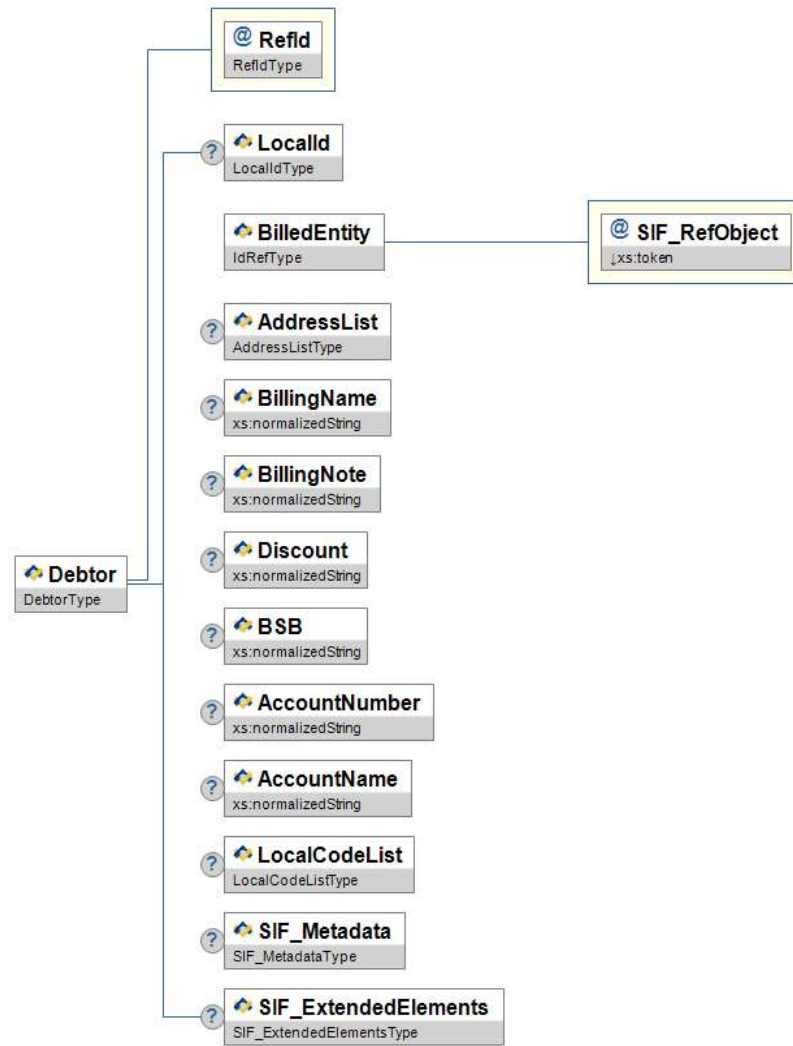 @ RefId
RefIdType
? LocalId
LocalIdType
BilledEntity
IdRefType
@ SIF_RefObject
↓xs:token
? AddressList
AddressListType
? BillingName
xs:normalizedString
? BillingNote
xs:normalizedString
? Discount
xs:normalizedString
Debtor
DebtorType
? BSB
xs:normalizedString
? AccountNumber
xs:normalizedString
? AccountName
xs:normalizedString
? LocalCodeList
LocalCodeListType
? SIF_Metadata
SIF_MetadataType
? SIF_ExtendedElements
SIF_ExtendedElementsType